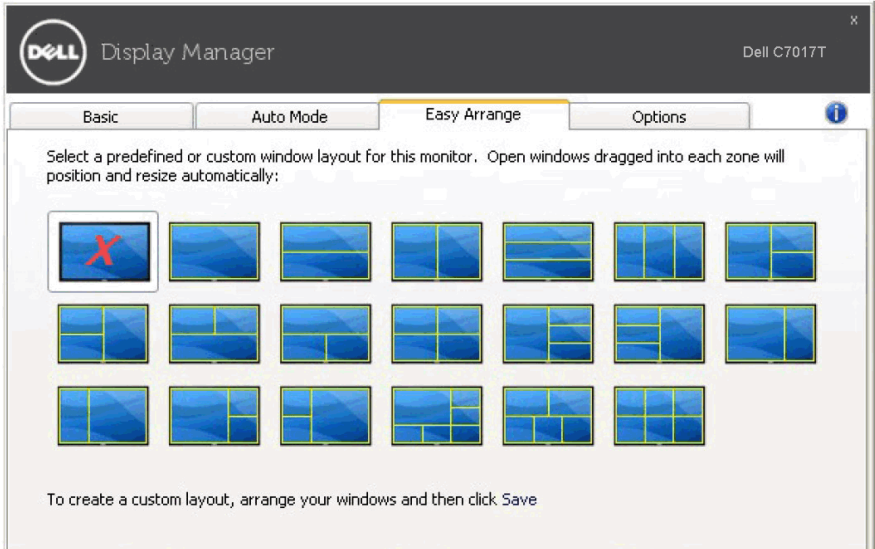 x
DELL Display Manager
Dell C7017T
Basic Auto Mode Easy Arrange Options i
Select a predefined or custom window layout for this monitor. Open windows dragged into each zone will
position and resize automatically:
X
To create a custom layout, arrange your windows and then click Save